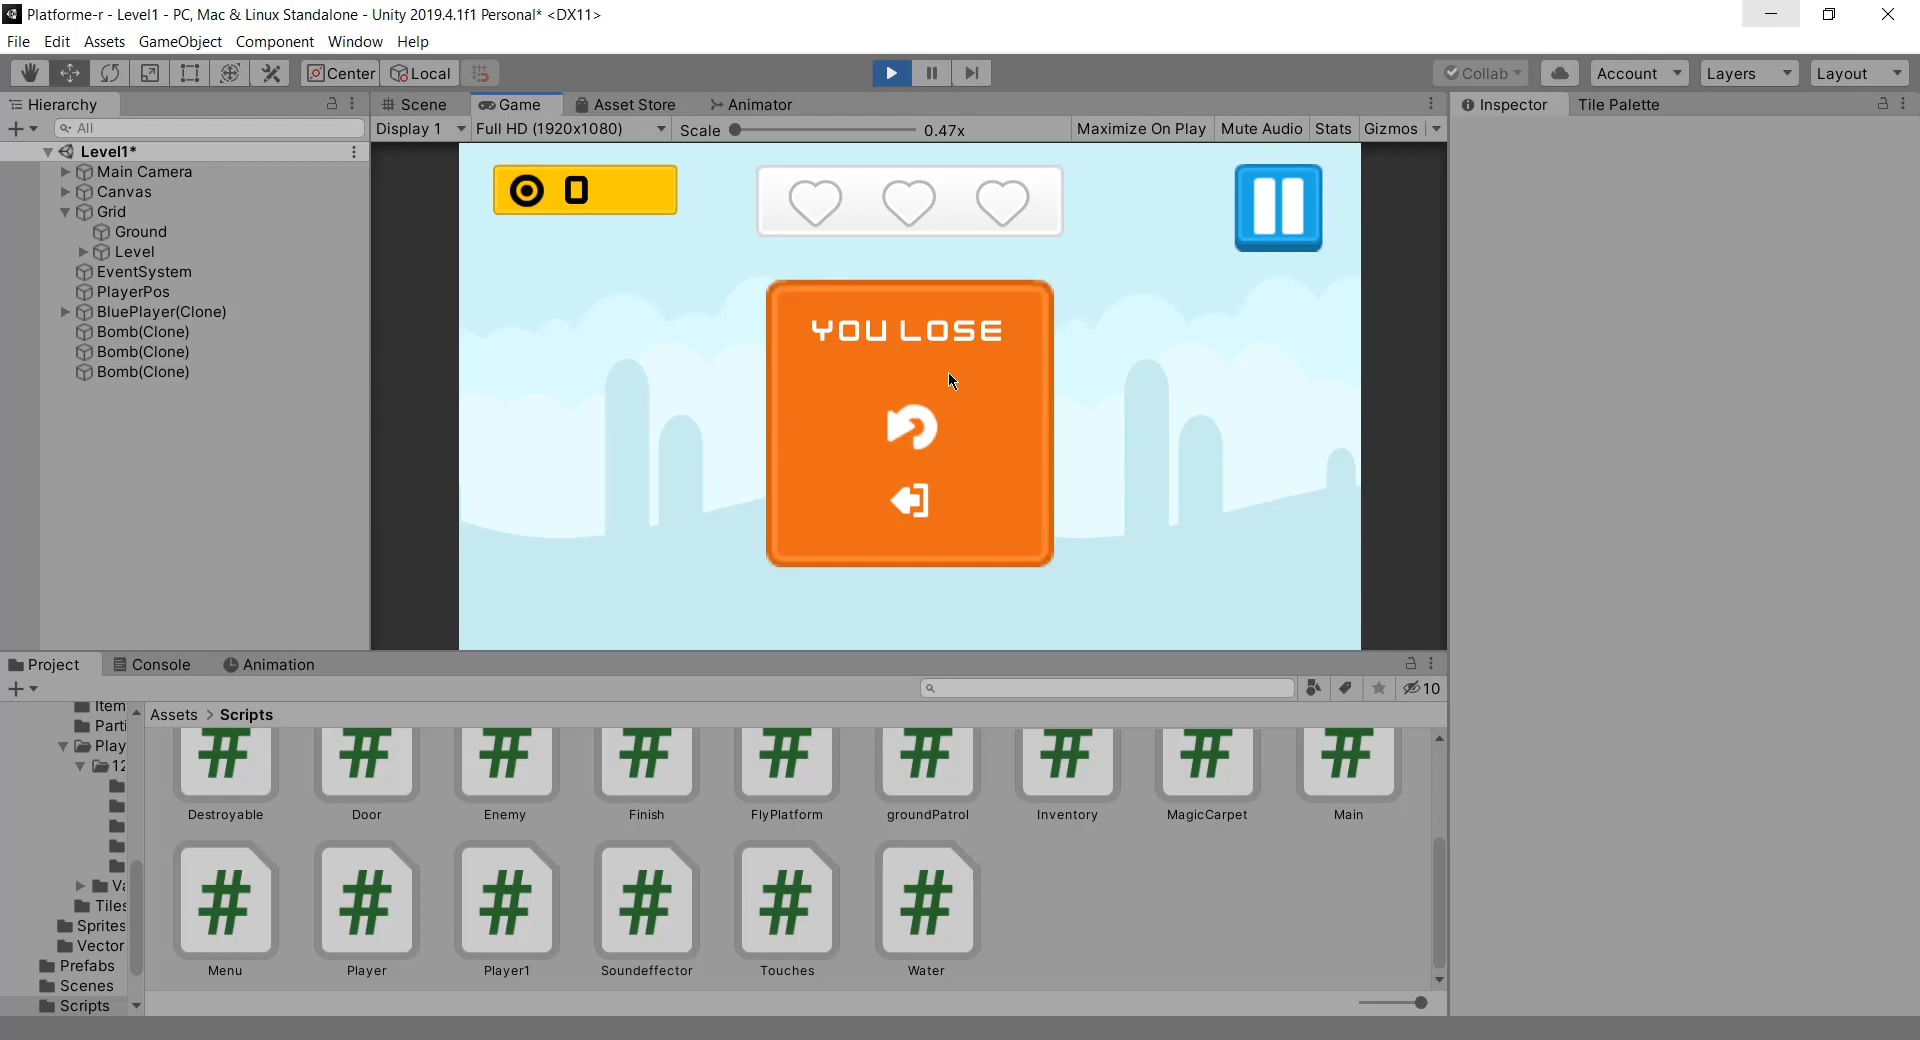 Platforme-r - Level1 - PC, Mac & Linux Standalone - Unity 2019.4.1f1 Personal* <DX11>
File Edit Assets GameObject Component Window Help
Center Local Collab Account Layers Layout
Hierarchy Scene Game Asset Store Animator Inspector Tile Palette
All Display 1 Full HD (1920x1080) Scale 0.47x Maximize On Play Mute Audio Stats Gizmos
Level1*
Main Camera
Canvas
Grid
Ground
Level
EventSystem
PlayerPos
BluePlayer(Clone)
Bomb(Clone)
Bomb(Clone)
Bomb(Clone)
0
YOU LOSE
Project Console Animation
10
Assets > Scripts
Item
Parti
Play
12
Va
Tiles
Sprites
Vector
Prefabs
Scenes
Scripts
Destroyable Door Enemy Finish FlyPlatform groundPatrol Inventory MagicCarpet Main
Menu Player Player1 Soundeffector Touches Water